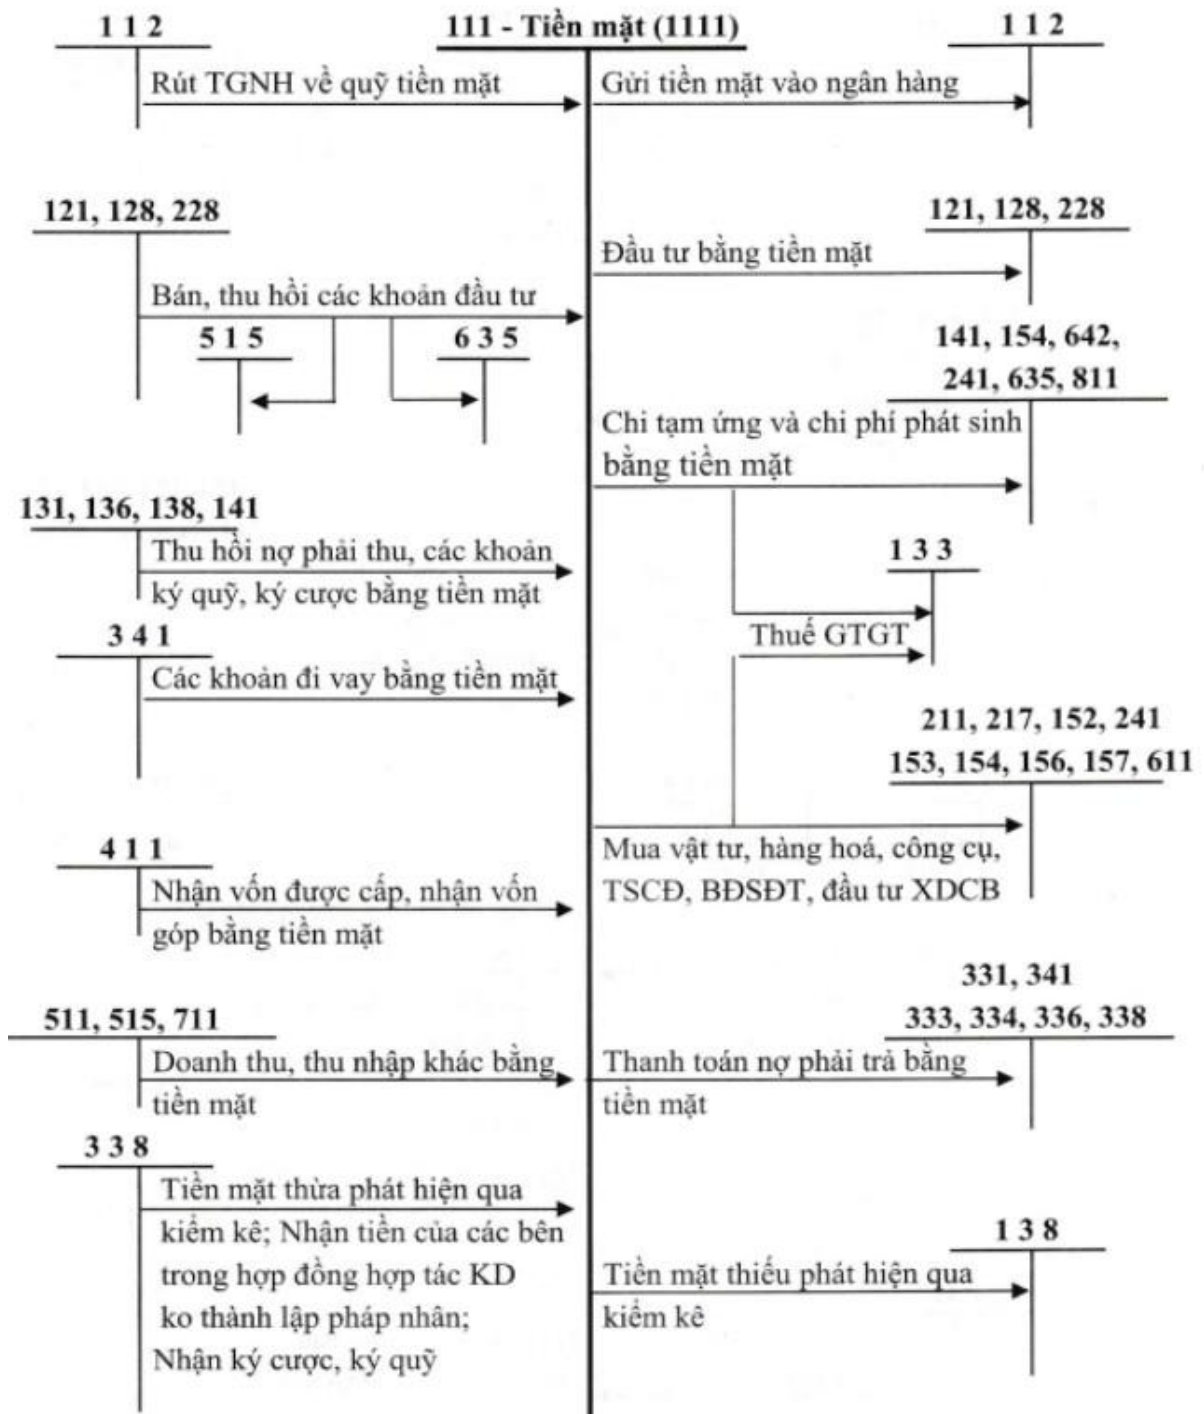 1 1 2
111 - Tiền mặt (1111)
1 1 2
Rút TGNH về quỹ tiền mặt
Gửi tiền mặt vào ngân hàng
121, 128, 228
121, 128, 228
Đầu tư bằng tiền mặt
Bán, thu hồi các khoản đầu tư
5 1 5
6 3 5
141, 154, 642,
241, 635, 811
Chi tạm ứng và chi phí phát sinh
bằng tiền mặt
131, 136, 138, 141
Thu hồi nợ phải thu, các khoản
ký quỹ, ký cược bằng tiền mặt
1 3 3
Thuế GTGT
3 4 1
Các khoản đi vay bằng tiền mặt
211, 217, 152, 241
153, 154, 156, 157, 611
Mua vật tư, hàng hoá, công cụ,
TSCĐ, BĐSĐT, đầu tư XDCB
4 1 1
Nhận vốn được cấp, nhận vốn
góp bằng tiền mặt
331, 341
333, 334, 336, 338
511, 515, 711
Doanh thu, thu nhập khác bằng
tiền mặt
Thanh toán nợ phải trả bằng
tiền mặt
3 3 8
Tiền mặt thừa phát hiện qua
kiểm kê; Nhận tiền của các bên
trong hợp đồng hợp tác KD
ko thành lập pháp nhân;
Nhận ký cược, ký quỹ
1 3 8
Tiền mặt thiếu phát hiện qua
kiểm kê